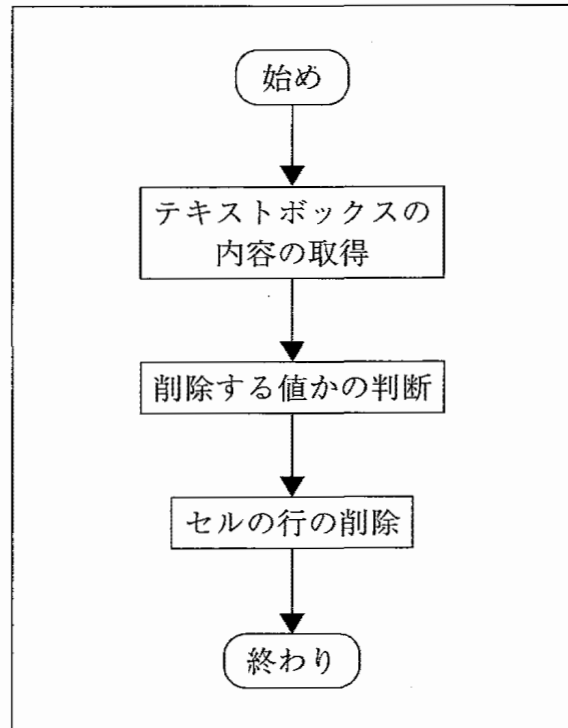 始め
テキストボックスの
内容の取得
削除する値かの判断
セルの行の削除
終わり